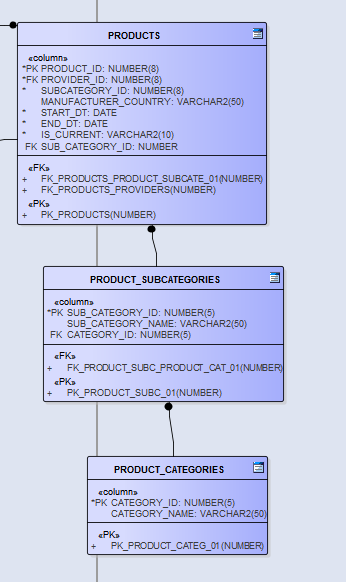 PRODUCTS
«column»
*PK PRODUCT_ID: NUMBER(8)
*FK PROVIDER_ID: NUMBER(8)
* SUBCATEGORY_ID: NUMBER(8)
MANUFACTURER_COUNTRY: VARCHAR2(50)
* START_DT: DATE
* END_DT: DATE
* IS_CURRENT: VARCHAR2(10)
FK SUB_CATEGORY_ID: NUMBER
«FK»
+ FK_PRODUCTS_PRODUCT_SUBCATE_01(NUMBER)
+ FK_PRODUCTS_PROVIDERS(NUMBER)
«PK»
+ PK_PRODUCTS(NUMBER)
PRODUCT_SUBCATEGORIES
«column»
*PK SUB_CATEGORY_ID: NUMBER(5)
SUB_CATEGORY_NAME: VARCHAR2(50)
FK CATEGORY_ID: NUMBER(5)
«FK»
+ FK_PRODUCT_SUBC_PRODUCT_CAT_01(NUMBER)
«PK»
+ PK_PRODUCT_SUBC_01(NUMBER)
PRODUCT_CATEGORIES
«column»
*PK CATEGORY_ID: NUMBER(5)
CATEGORY_NAME: VARCHAR2(50)
«PK»
+ PK_PRODUCT_CATEG_01(NUMBER)